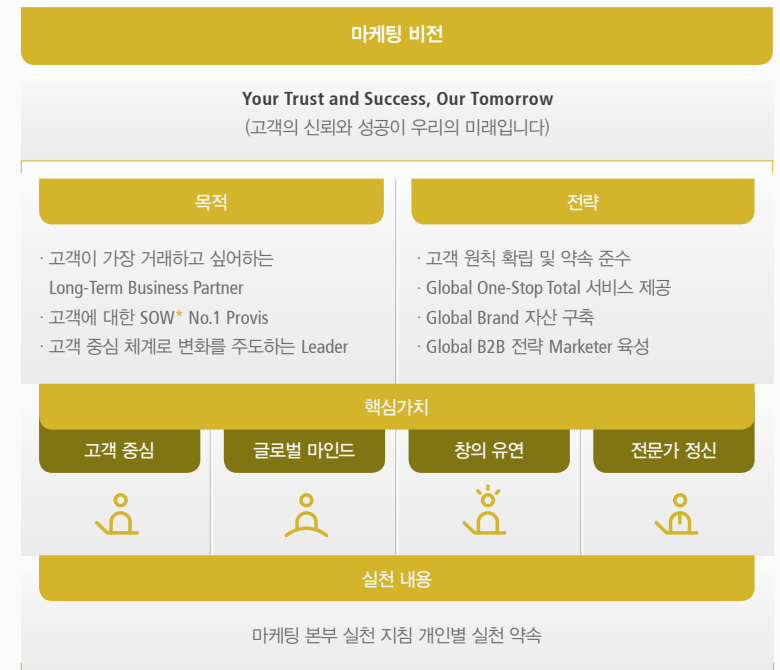 마케팅 비전
Your Trust and Success, Our Tomorrow
(고객의 신뢰와 성공이 우리의 미래입니다)
목적
· 고객이 가장 거래하고 싶어하는
Long-Term Business Partner
· 고객에 대한 SOW* No.1 Provis
· 고객 중심 체계로 변화를 주도하는 Leader
전략
· 고객 원칙 확립 및 약속 준수
· Global One-Stop Total 서비스 제공
· Global Brand 자산 구축
· Global B2B 전략 Marketer 육성
핵심가치
고객 중심
글로벌 마인드
창의 유연
전문가 정신
실천 내용
마케팅 본부 실천 지침 개인별 실천 약속